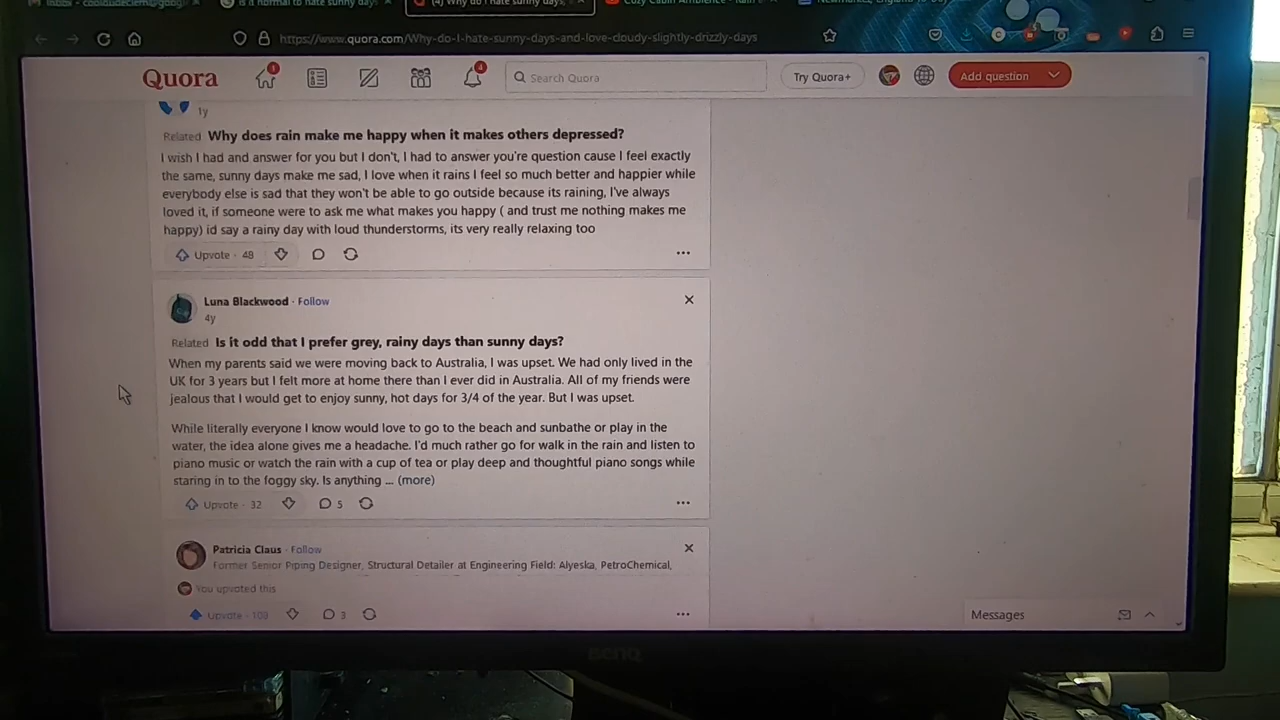 https://www.quora.com/Why-do-I-hate-sunny-days-and-love-cloudy-slightly-drizzly-days
Quora
1
4
Search Quora
Try Quora+
Add question
1y
Related Why does rain make me happy when it makes others depressed?
I wish I had and answer for you but I don't, I had to answer you're question cause I feel exactly
the same, sunny days make me sad, I love when it rains I feel so much better and happier while
everybody else is sad that they won't be able to go outside because its raining, I've always
loved it, if someone were to ask me what makes you happy ( and trust me nothing makes me
happy) id say a rainy day with loud thunderstorms, its very really relaxing too
Upvote · 48
Luna Blackwood · Follow
4y
Related Is it odd that I prefer grey, rainy days than sunny days?
When my parents said we were moving back to Australia, I was upset. We had only lived in the
UK for 3 years but I felt more at home there than I ever did in Australia. All of my friends were
jealous that I would get to enjoy sunny, hot days for 3/4 of the year. But I was upset.
While literally everyone I know would love to go to the beach and sunbathe or play in the
water, the idea alone gives me a headache. I'd much rather go for walk in the rain and listen to
piano music or watch the rain with a cup of tea or play deep and thoughtful piano songs while
staring in to the foggy sky. Is anything ... (more)
Upvote · 32
5
Patricia Claus · Follow
Former Senior Piping Designer, Structural Detailer at Engineering Field: Alyeska, PetroChemical,
You upvoted this
Upvote · 103
3
Messages
BenQ